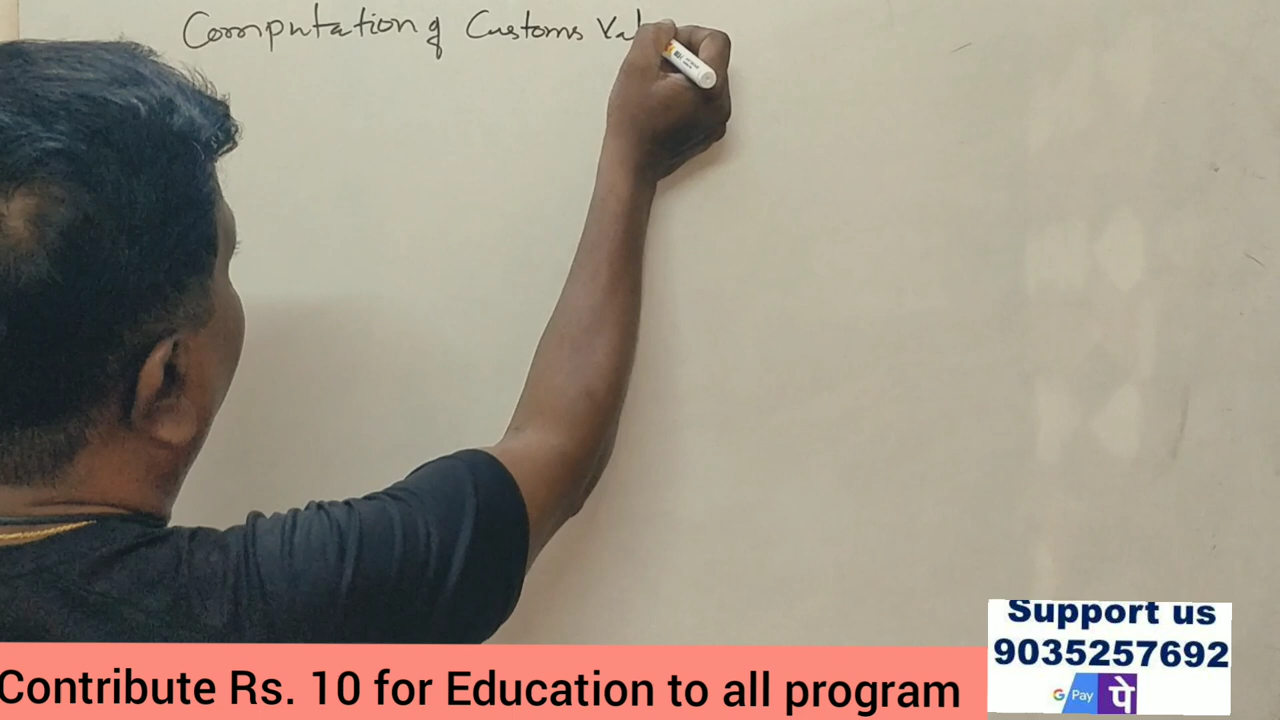 Computation of Customs Val
Support us
9035257692
G Pay पे
Contribute Rs. 10 for Education to all program